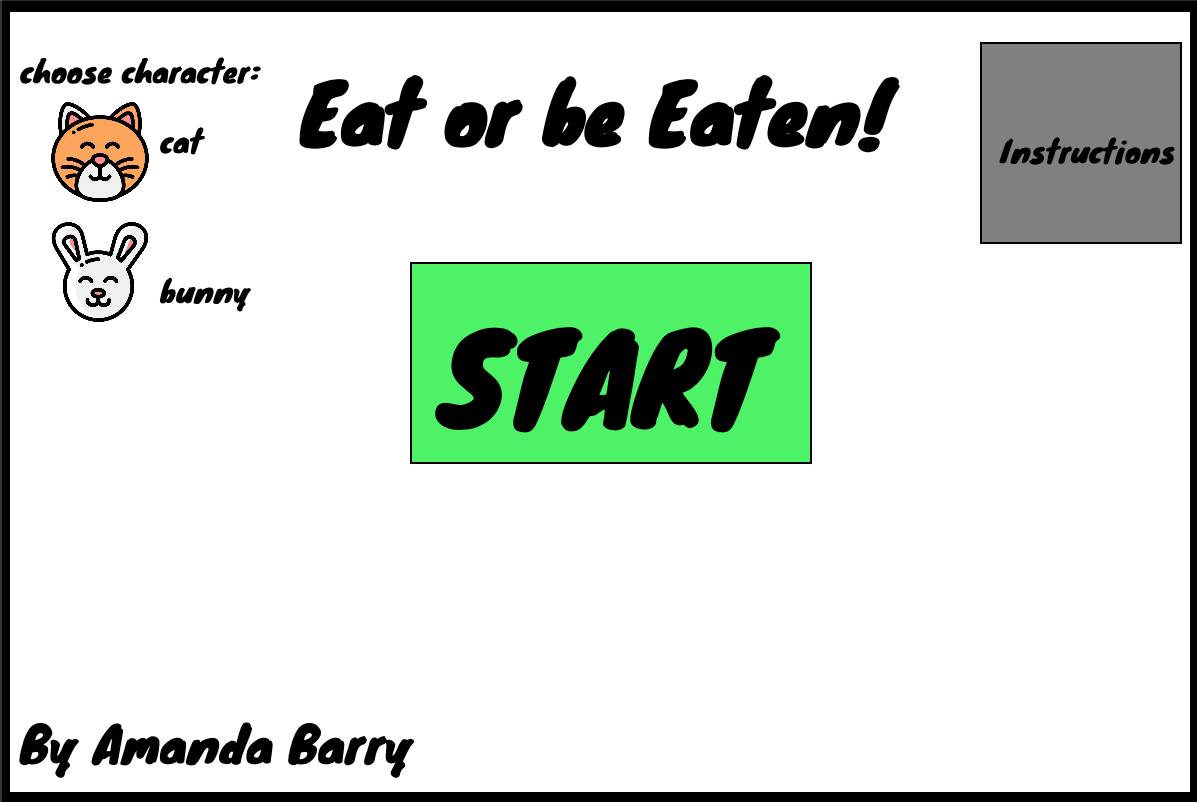 choose character:
Eat or be Eaten!
cat
Instructions
bunny
START
By Amanda Barry